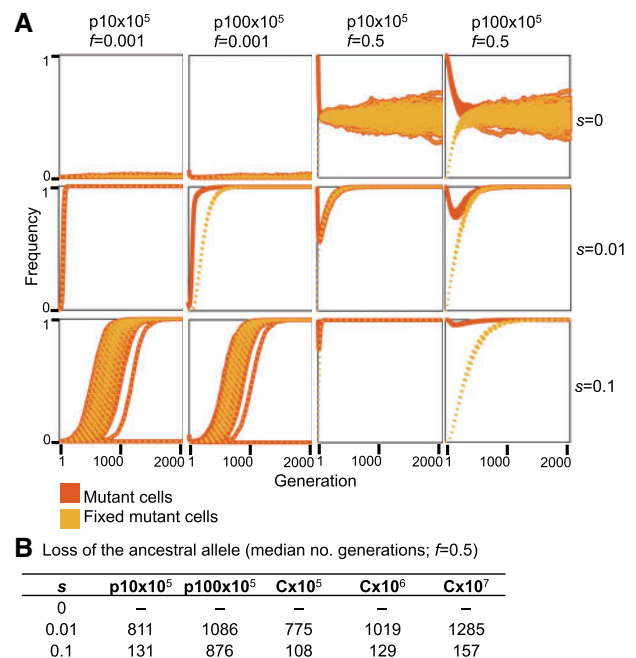 A
p10x10⁵ p100x10⁵ p10x10⁵ p100x10⁵
f=0.001 f=0.001 f=0.5 f=0.5
1
s=0
0
1
Frequency
s=0.01
0
1
s=0.1
0
1 1000 2000 1 1000 2000 1 1000 2000 1 1000 2000
Generation
Mutant cells
Fixed mutant cells
B Loss of the ancestral allele (median no. generations; f=0.5)
s p10x10⁵ p100x10⁵ Cx10⁵ Cx10⁶ Cx10⁷
0 – – – – –
0.01 811 1086 775 1019 1285
0.1 131 876 108 129 157